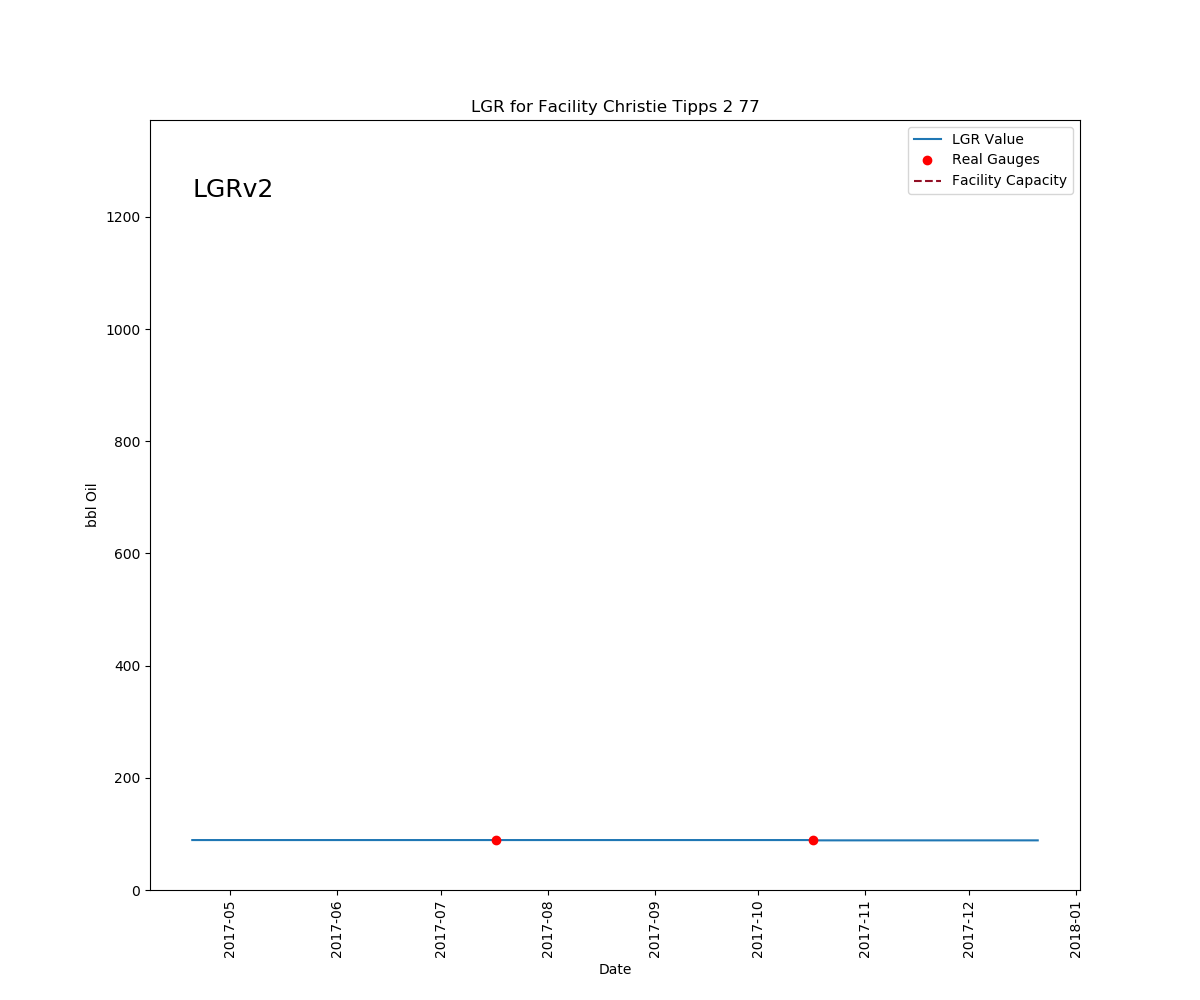 LGR for Facility Christie Tipps 2 77
LGRv2
LGR Value
Real Gauges
Facility Capacity
1200
1000
800
600
400
200
0
bbl Oil
2017-05
2017-06
2017-07
2017-08
2017-09
2017-10
2017-11
2017-12
2018-01
Date